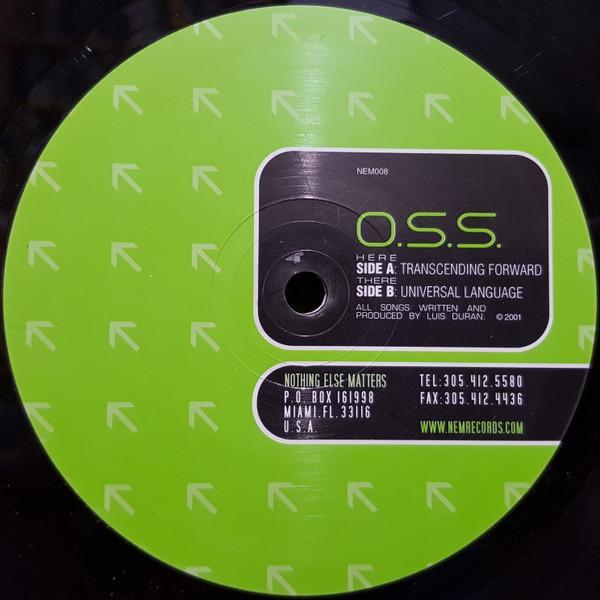 NEM008
O.S.S.
HERE
SIDE A: TRANSCENDING FORWARD
THERE
SIDE B: UNIVERSAL LANGUAGE
ALL SONGS WRITTEN AND
PRODUCED BY LUIS DURAN. © 2001
NOTHING ELSE MATTERS
P.O. BOX 161998
MIAMI. FL. 33116
U.S.A.
TEL:305.412.5580
FAX:305.412.4436
WWW.NEMRECORDS.COM